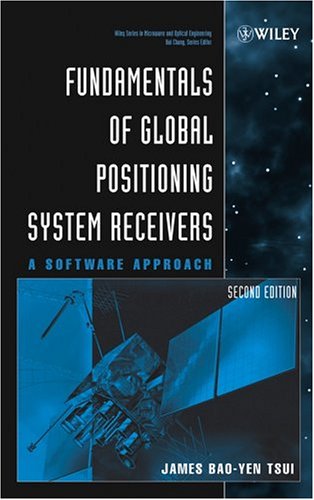 Wiley Series in Microwave and Optical Engineering
Kai Chang, Series Editor
WILEY
FUNDAMENTALS
OF GLOBAL
POSITIONING
SYSTEM RECEIVERS
A SOFTWARE APPROACH
SECOND EDITION
JAMES BAO-YEN TSUI